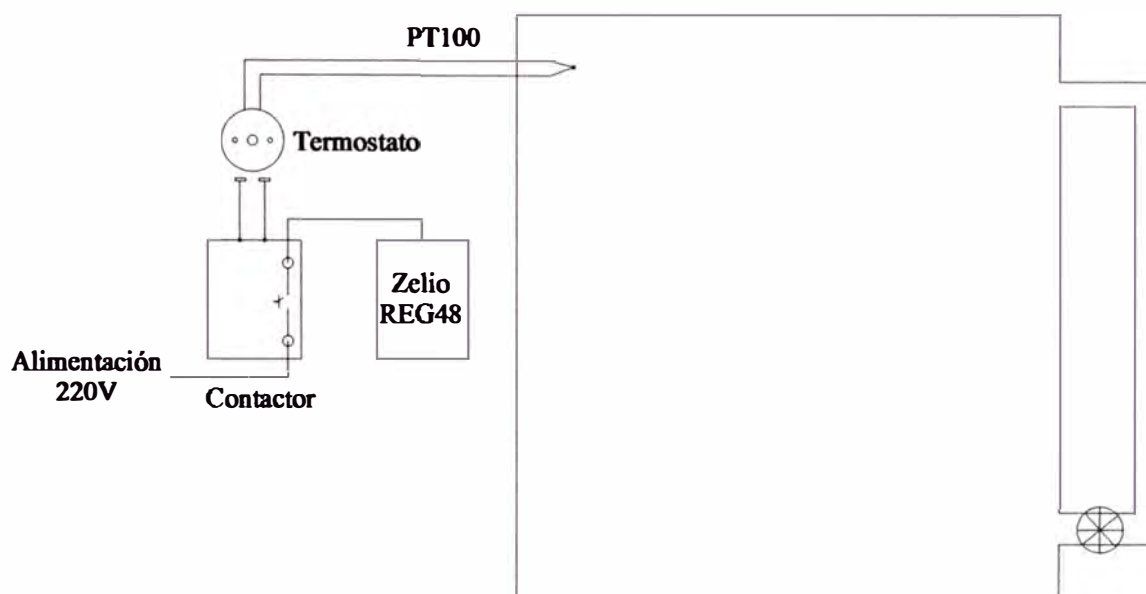 PT100
Termostato
Zelio
REG48
Alimentación
220V
Contactor